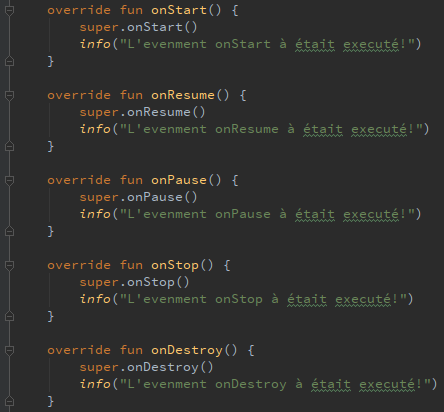 override fun onStart() {
super.onStart()
info("L'evenment onStart à était executé!")
}
override fun onResume() {
super.onResume()
info("L'evenment onResume à était executé!")
}
override fun onPause() {
super.onPause()
info("L'evenment onPause à était executé!")
}
override fun onStop() {
super.onStop()
info("L'evenment onStop à était executé!")
}
override fun onDestroy() {
super.onDestroy()
info("L'evenment onDestroy à était executé!")
}